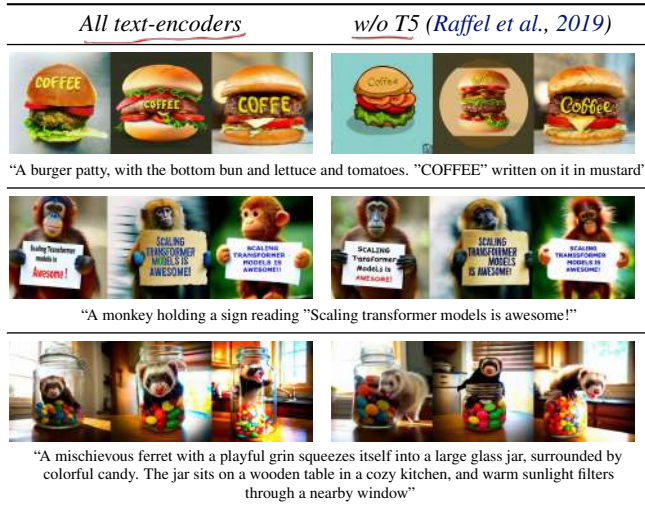 All text-encoders w/o T5 (Raffel et al., 2019)
COFFEE COFFEE COFFE Coffee Coffee
“A burger patty, with the bottom bun and lettuce and tomatoes. ”COFFEE” written on it in mustard”
Scaling Transformer models is Awesome!
SCALING TRANSFORMER MODELS IS AWESOME!
SCALING TRANSFORMER MODELS IS AWESOME!!
SCALING Transformer Models is AWESOME!
SCALING MODELS IS AWESOME!
SCALING MODELS IS AWESOME!
“A monkey holding a sign reading ”Scaling transformer models is awesome!”
“A mischievous ferret with a playful grin squeezes itself into a large glass jar, surrounded by
colorful candy. The jar sits on a wooden table in a cozy kitchen, and warm sunlight filters
through a nearby window”